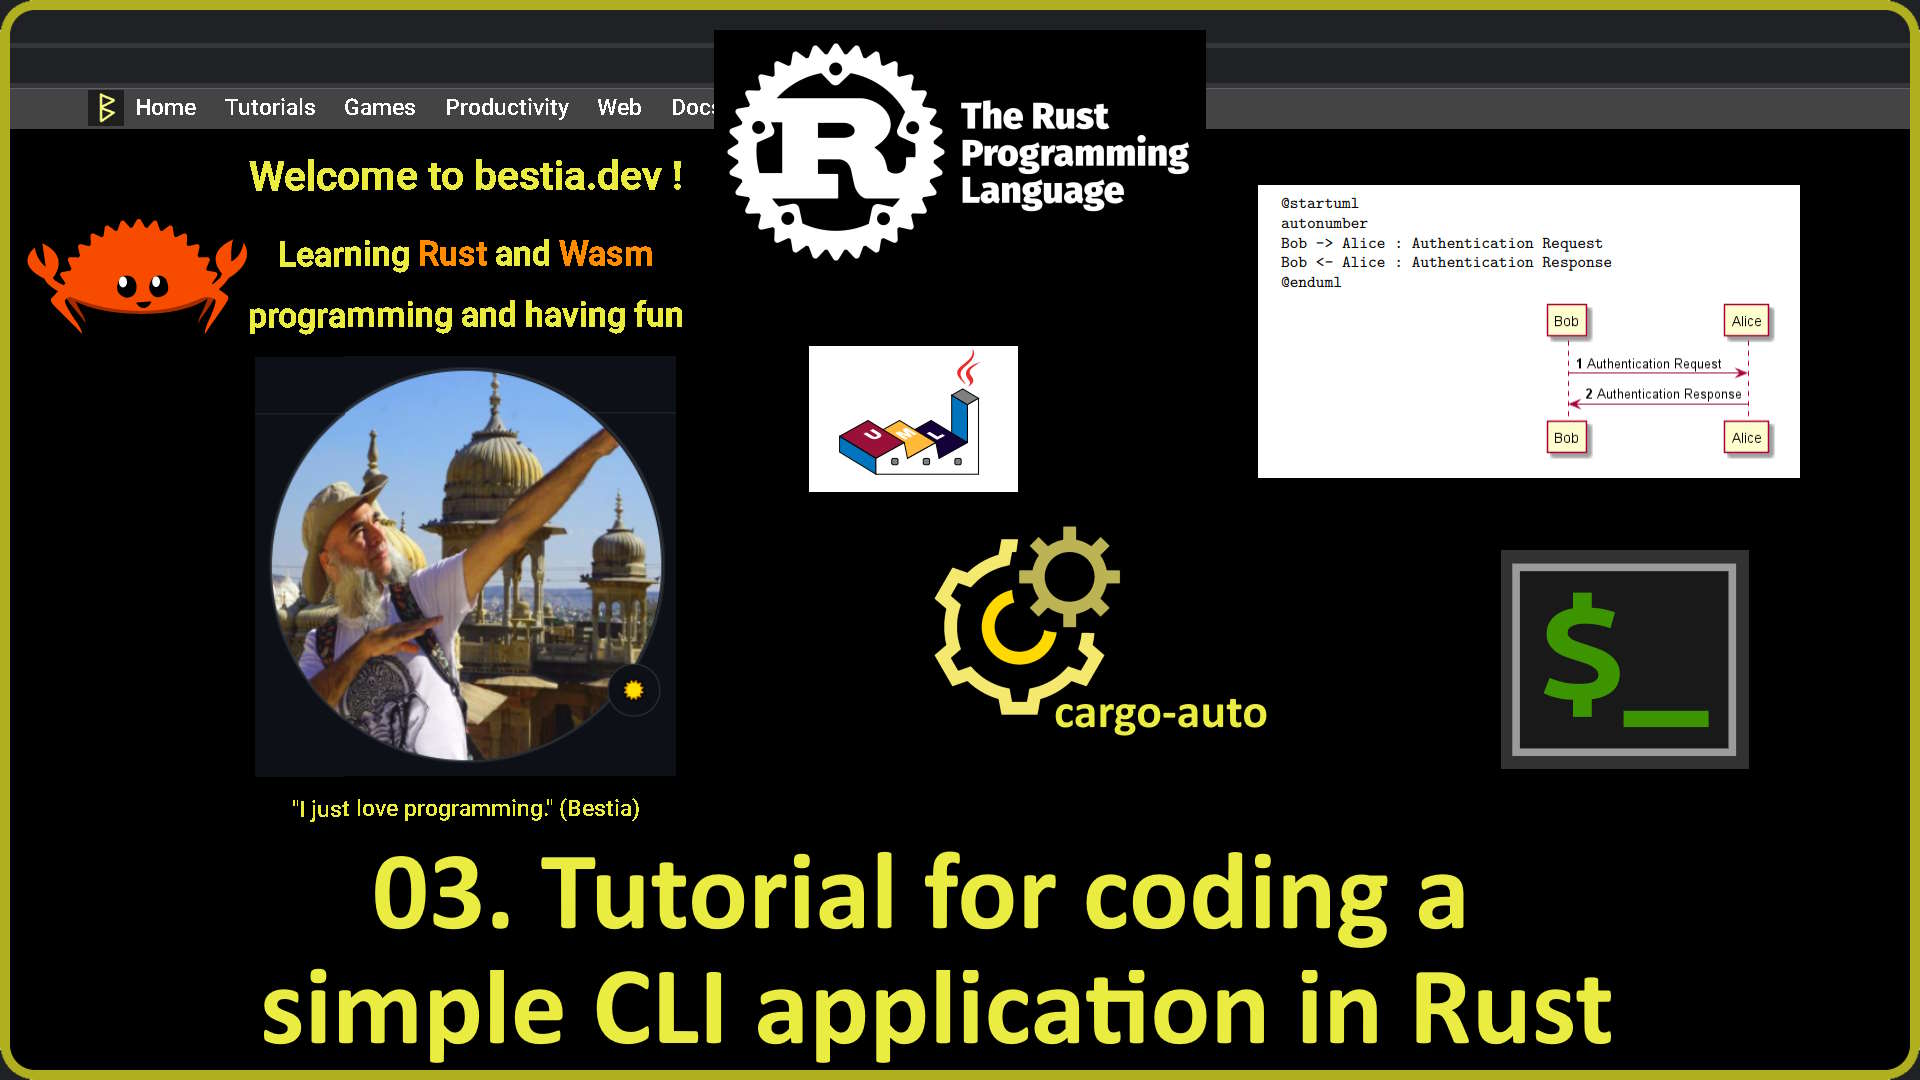 Home Tutorials Games Productivity Web Docs
Welcome to bestia.dev !
Learning Rust and Wasm
programming and having fun
"I just love programming." (Bestia)
R
The Rust
Programming
Language
U M L
cargo-auto
@startuml
autonumber
Bob -> Alice : Authentication Request
Bob <- Alice : Authentication Response
@enduml
Bob Alice
1 Authentication Request
2 Authentication Response
Bob Alice
$_
03. Tutorial for coding a
simple CLI application in Rust